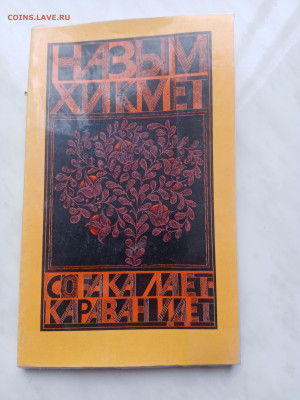 COINS.LAVE.RU
НАЗЫМ
ХИКМЕТ
СОБАКА ЛАЕТ-
КАРАВАН ИДЕТ